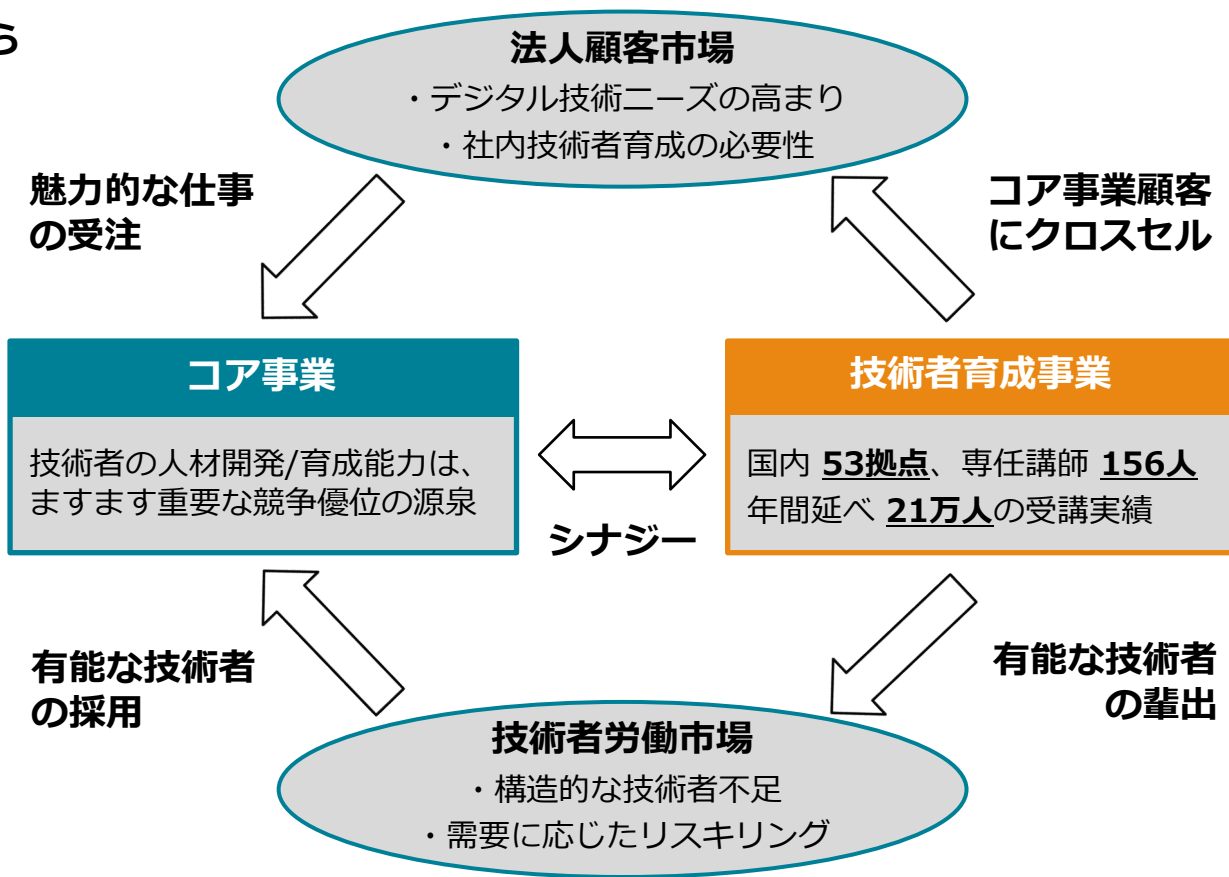 ら
法人顧客市場
・デジタル技術ニーズの高まり
・社内技術者育成の必要性
魅力的な仕事
の受注
コア事業顧客
にクロスセル
コア事業
技術者の人材開発/育成能力は、
ますます重要な競争優位の源泉
シナジー
技術者育成事業
国内 53拠点、専任講師 156人
年間延べ 21万人の受講実績
有能な技術者
の採用
有能な技術者
の輩出
技術者労働市場
・構造的な技術者不足
・需要に応じたリスキリング